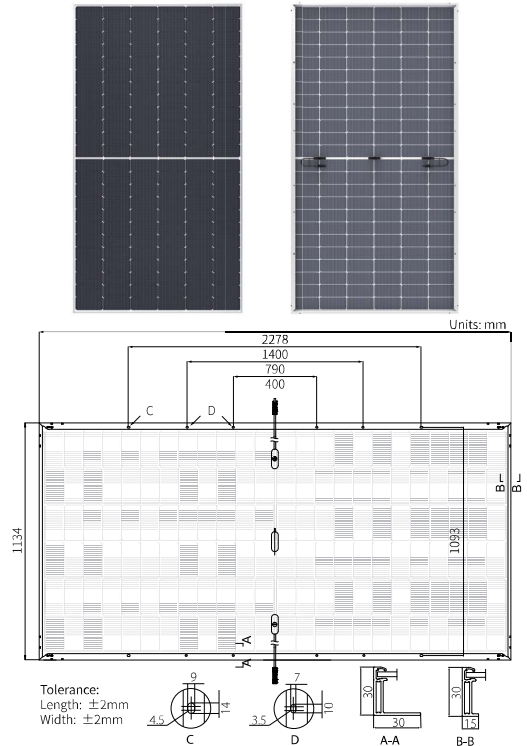 Units: mm
2278
1400
790
400
C D
B B
1134
1093
A
A
Tolerance:
Length: ±2mm
Width: ±2mm
9
14
4.5
C
7
10
3.5
D
30
30
A-A
30
15
B-B